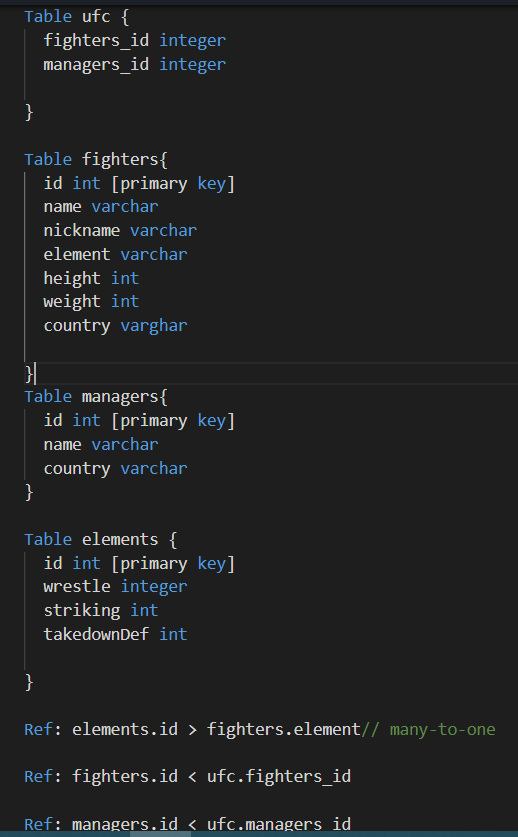 Table ufc {
fighters_id integer
managers_id integer
}
Table fighters{
id int [primary key]
name varchar
nickname varchar
element varchar
height int
weight int
country varghar
}
Table managers{
id int [primary key]
name varchar
country varchar
}
Table elements {
id int [primary key]
wrestle integer
striking int
takedownDef int
}
Ref: elements.id > fighters.element// many-to-one
Ref: fighters.id < ufc.fighters_id
Ref: managers.id < ufc.managers_id